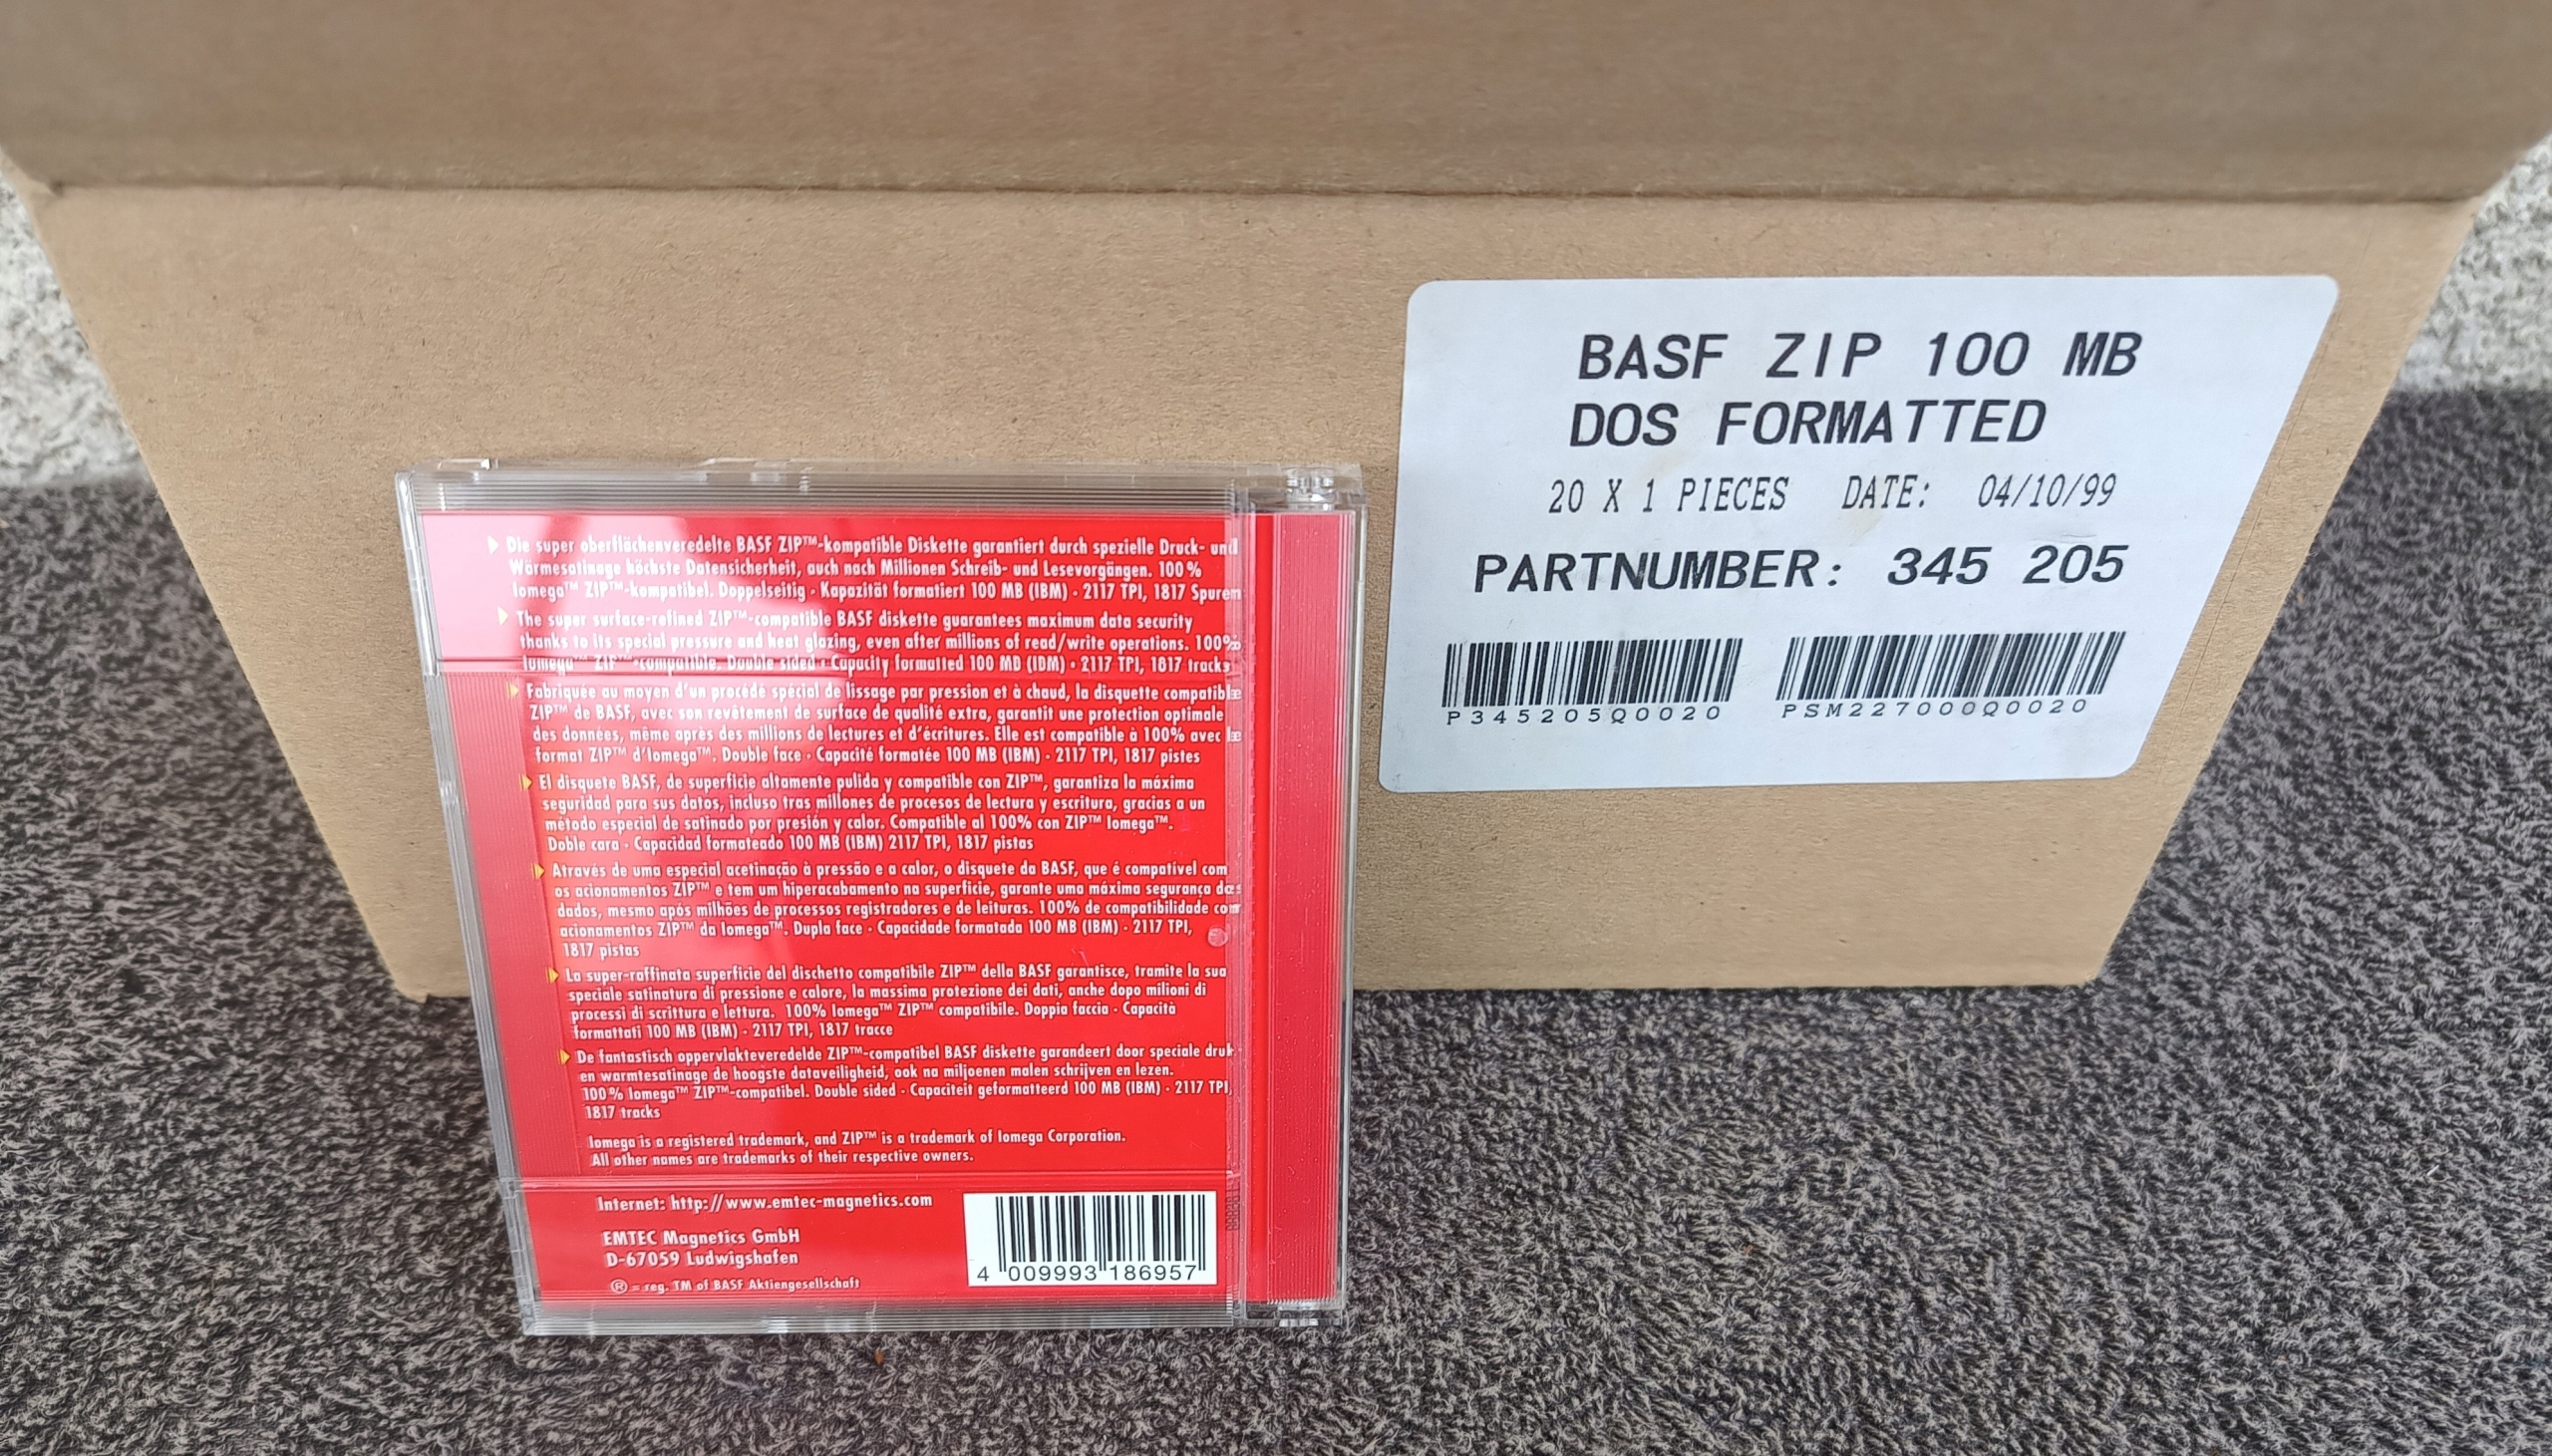 Die super oberflächenveredelte BASF ZIP™-kompatible Diskette garantiert durch spezielle Druck- und
Wärmesatinage höchste Datensicherheit, auch nach Millionen Schreib- und Lesevorgängen. 100%
Iomega™ ZIP™-kompatibel. Doppelseitig · Kapazität formatiert 100 MB (IBM) · 2117 TPI, 1817 Spuren
The super surface-refined ZIP™-compatible BASF diskette guarantees maximum data security
thanks to its special pressure and heat glazing, even after millions of read/write operations. 100%
Iomega™ ZIP™-compatible. Double sided · Capacity formatted 100 MB (IBM) · 2117 TPI, 1817 tracks
Fabriquée au moyen d'un procédé spécial de lissage par pression et à chaud, la disquette compatible
ZIP™ de BASF, avec son revêtement de surface de qualité extra, garantit une protection optimale
des données, même après des millions de lectures et d'écritures. Elle est compatible à 100% avec le
format ZIP™ d'Iomega™. Double face · Capacité formatée 100 MB (IBM) · 2117 TPI, 1817 pistes
El disquete BASF, de superficie altamente pulida y compatible con ZIP™, garantiza la máxima
seguridad para sus datos, incluso tras millones de procesos de lectura y escritura, gracias a un
método especial de satinado por presión y calor. Compatible al 100% con ZIP™ Iomega™.
Doble cara · Capacidad formateado 100 MB (IBM) 2117 TPI, 1817 pistas
Através de uma especial acetinação à pressão e a calor, o disquete da BASF, que é compatível com
os acionamentos ZIP™ e tem um hiperacabamento na superfície, garante uma máxima segurança dos
dados, mesmo após milhões de processos registradores e de leituras. 100% de compatibilidade com
acionamentos ZIP™ da Iomega™. Dupla face · Capacidade formatada 100 MB (IBM) · 2117 TPI,
1817 pistas
La super-raffinata superficie del dischetto compatibile ZIP™ della BASF garantisce, tramite la sua
speciale satinatura di pressione e calore, la massima protezione dei dati, anche dopo milioni di
processi di scrittura e lettura. 100% Iomega™ ZIP™ compatibile. Doppia faccia · Capacità
formattati 100 MB (IBM) · 2117 TPI, 1817 tracce
De fantastisch oppervlakteveredelde ZIP™-compatibel BASF diskette garandeert door speciale druk-
en warmtesatinage de hoogste dataveiligheid, ook na miljoenen malen schrijven en lezen.
100% Iomega™ ZIP™-compatibel. Double sided · Capaciteit geformatteerd 100 MB (IBM) · 2117 TPI,
1817 tracks
Iomega is a registered trademark, and ZIP™ is a trademark of Iomega Corporation.
All other names are trademarks of their respective owners.
Internet: http://www.emtec-magnetics.com
EMTEC Magnetics GmbH
D-67059 Ludwigshafen
® = reg. TM of BASF Aktiengesellschaft
4 009993 186957
BASF ZIP 100 MB
DOS FORMATTED
20 X 1 PIECES DATE: 04/10/99
PARTNUMBER: 345 205
P345205Q0020 PSM227000Q0020